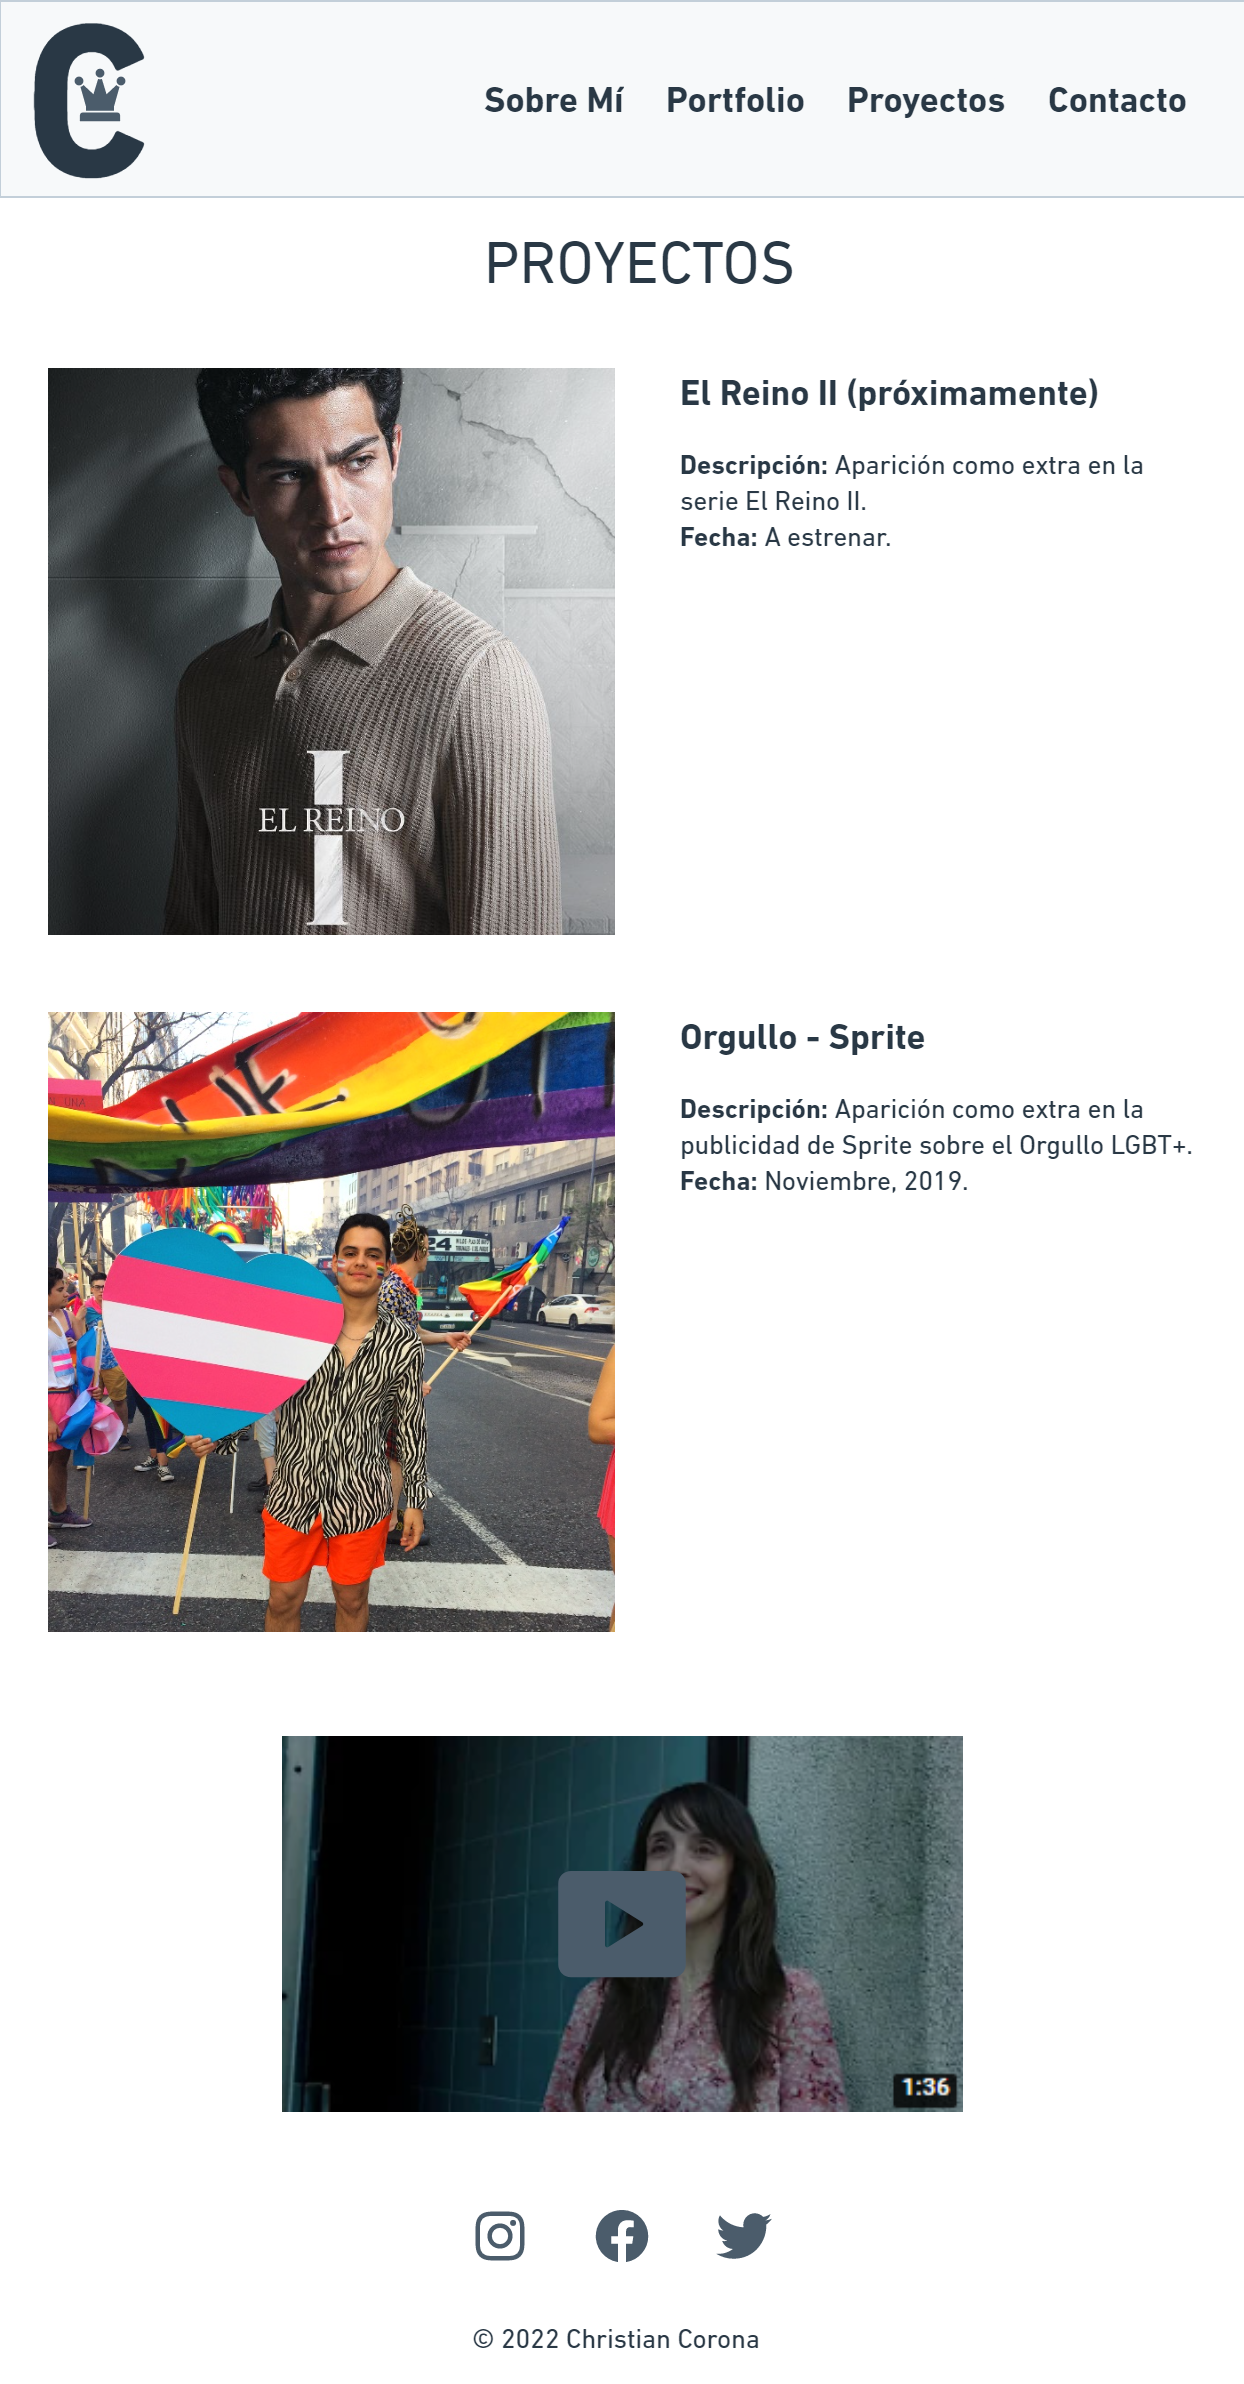 C
Sobre Mí Portfolio Proyectos Contacto
PROYECTOS
EL REINO
I
El Reino II (próximamente)
Descripción: Aparición como extra en la
serie El Reino II.
Fecha: A estrenar.
UNA
24
Orgullo - Sprite
Descripción: Aparición como extra en la
publicidad de Sprite sobre el Orgullo LGBT+.
Fecha: Noviembre, 2019.
1:36
© 2022 Christian Corona